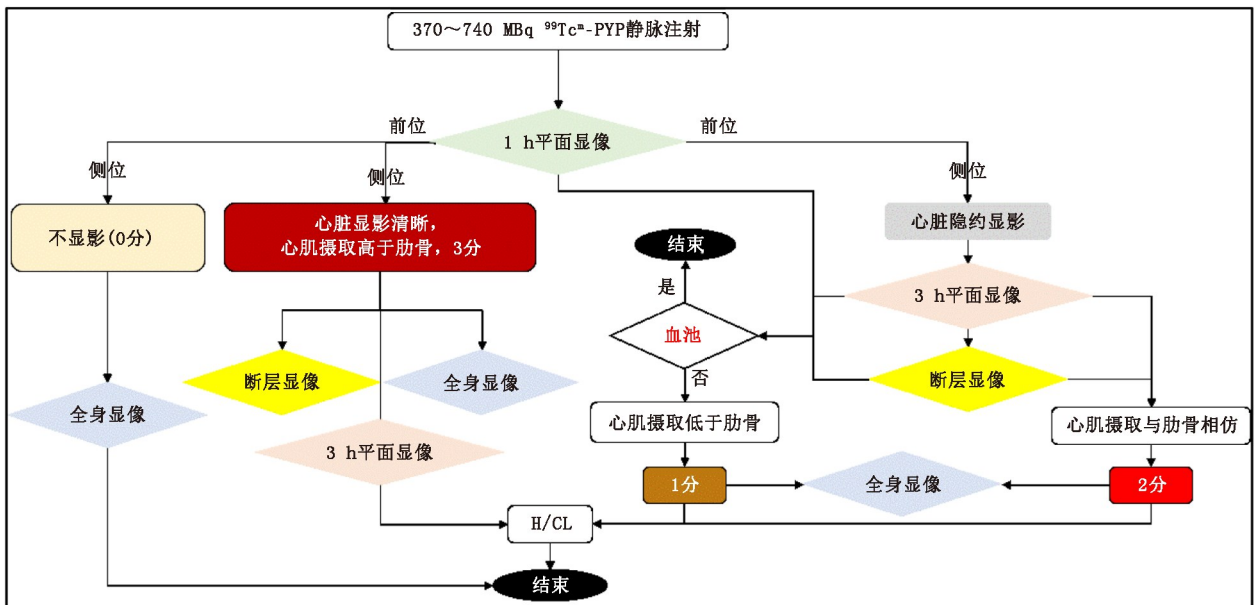 370～740 MBq ⁹⁹Tcᵐ-PYP静脉注射
前位
1 h平面显像
前位
侧位
侧位
侧位
不显影(0分)
心脏显影清晰，
心肌摄取高于肋骨，3分
心脏隐约显影
结束
是
3 h平面显像
血池
断层显像
全身显像
否
断层显像
全身显像
心肌摄取低于肋骨
心肌摄取与肋骨相仿
3 h平面显像
1分
全身显像
2分
H/CL
结束